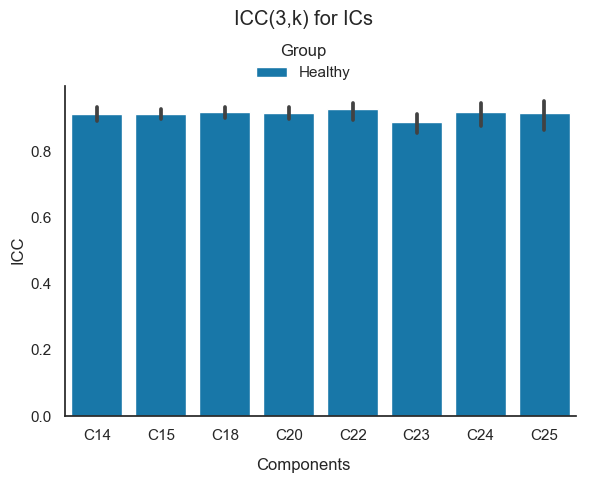 ICC(3,k) for ICs
Group
Healthy
ICC
0.8
0.6
0.4
0.2
0.0
C14 C15 C18 C20 C22 C23 C24 C25
Components